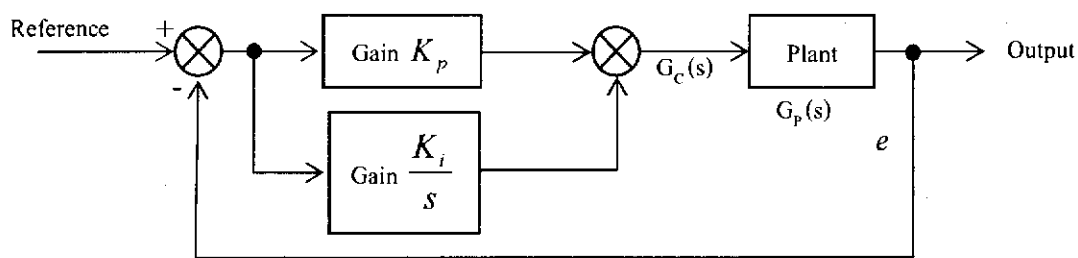 Reference
+
-
Gain K_p
Gain K_i/s
G_C(s)
Plant
G_P(s)
Output
e